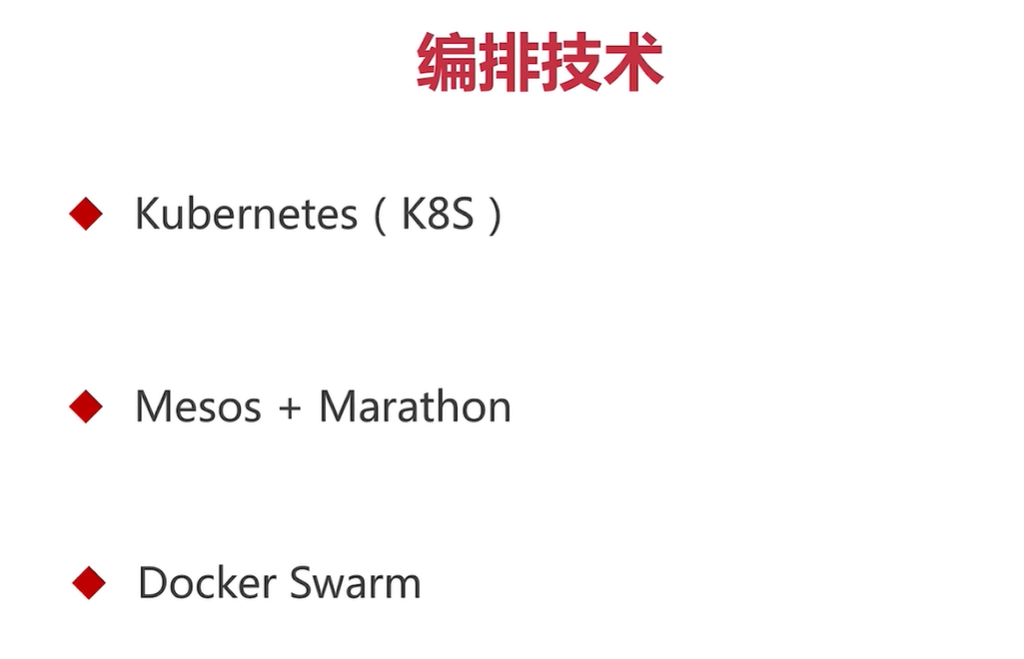 编排技术
Kubernetes（K8S）
Mesos + Marathon
Docker Swarm